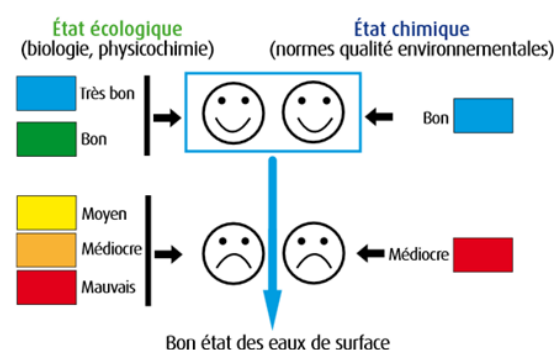 État écologique
(biologie, physicochimie)
État chimique
(normes qualité environnementales)
Très bon
Bon
Bon
Moyen
Médiocre
Mauvais
Médiocre
Bon état des eaux de surface